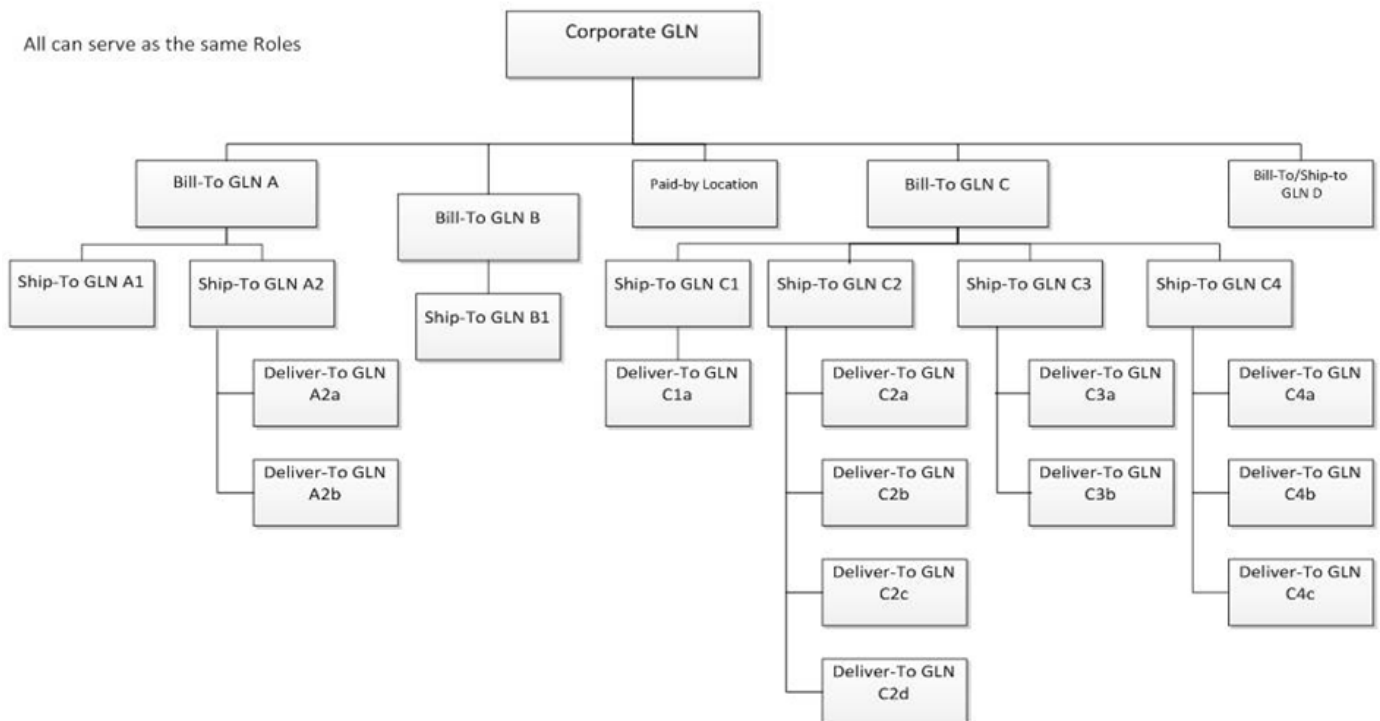 All can serve as the same Roles
Corporate GLN
Bill-To GLN A
Bill-To GLN B
Paid-by Location
Bill-To GLN C
Bill-To/Ship-to
GLN D
Ship-To GLN A1
Ship-To GLN A2
Ship-To GLN B1
Ship-To GLN C1
Ship-To GLN C2
Ship-To GLN C3
Ship-To GLN C4
Deliver-To GLN
A2a
Deliver-To GLN
A2b
Deliver-To GLN
C1a
Deliver-To GLN
C2a
Deliver-To GLN
C2b
Deliver-To GLN
C2c
Deliver-To GLN
C2d
Deliver-To GLN
C3a
Deliver-To GLN
C3b
Deliver-To GLN
C4a
Deliver-To GLN
C4b
Deliver-To GLN
C4c